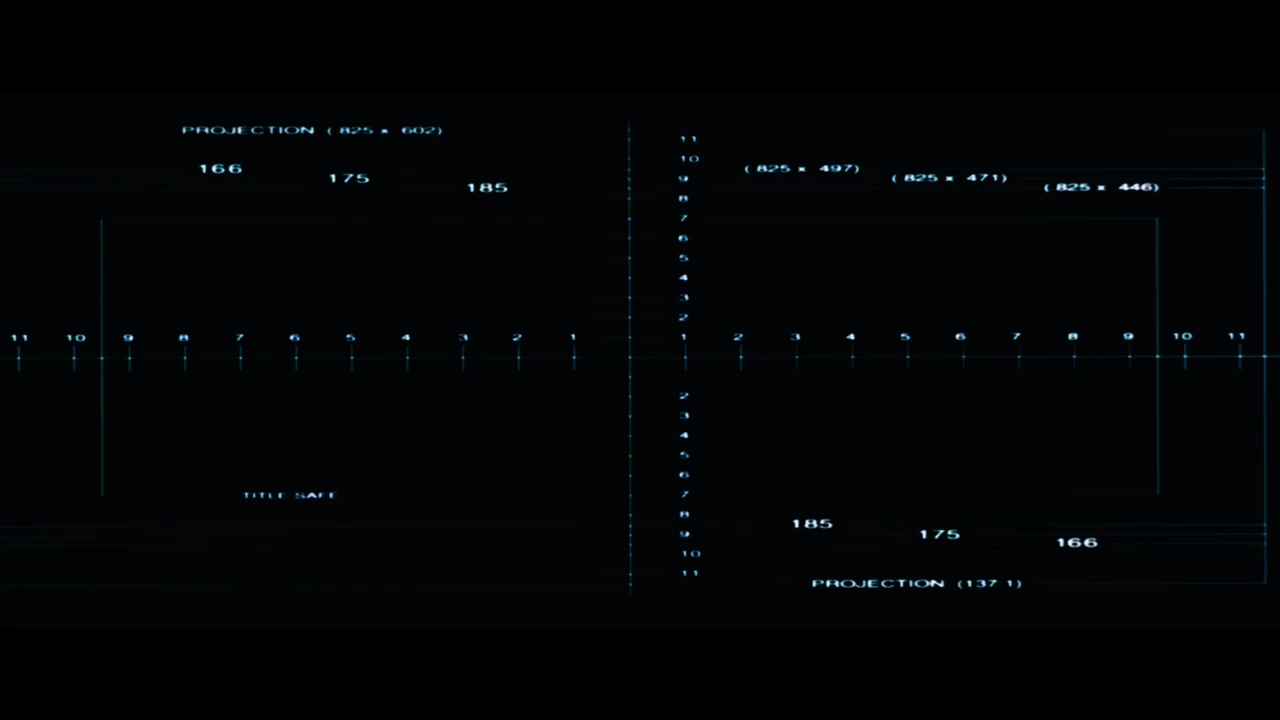 PROJECTION ( 825 x 602)
11
10
166 ( 825 x 497)
175 9 ( 825 x 471)
185 8 ( 825 x 446)
7
6
5
4
3
2
11 10 9 8 7 6 5 4 3 2 1 1 2 3 4 5 6 7 8 9 10 11
2
3
4
5
6
TITLE SAFE 7
8 185
9 175 166
10
11 PROJECTION (137 1)